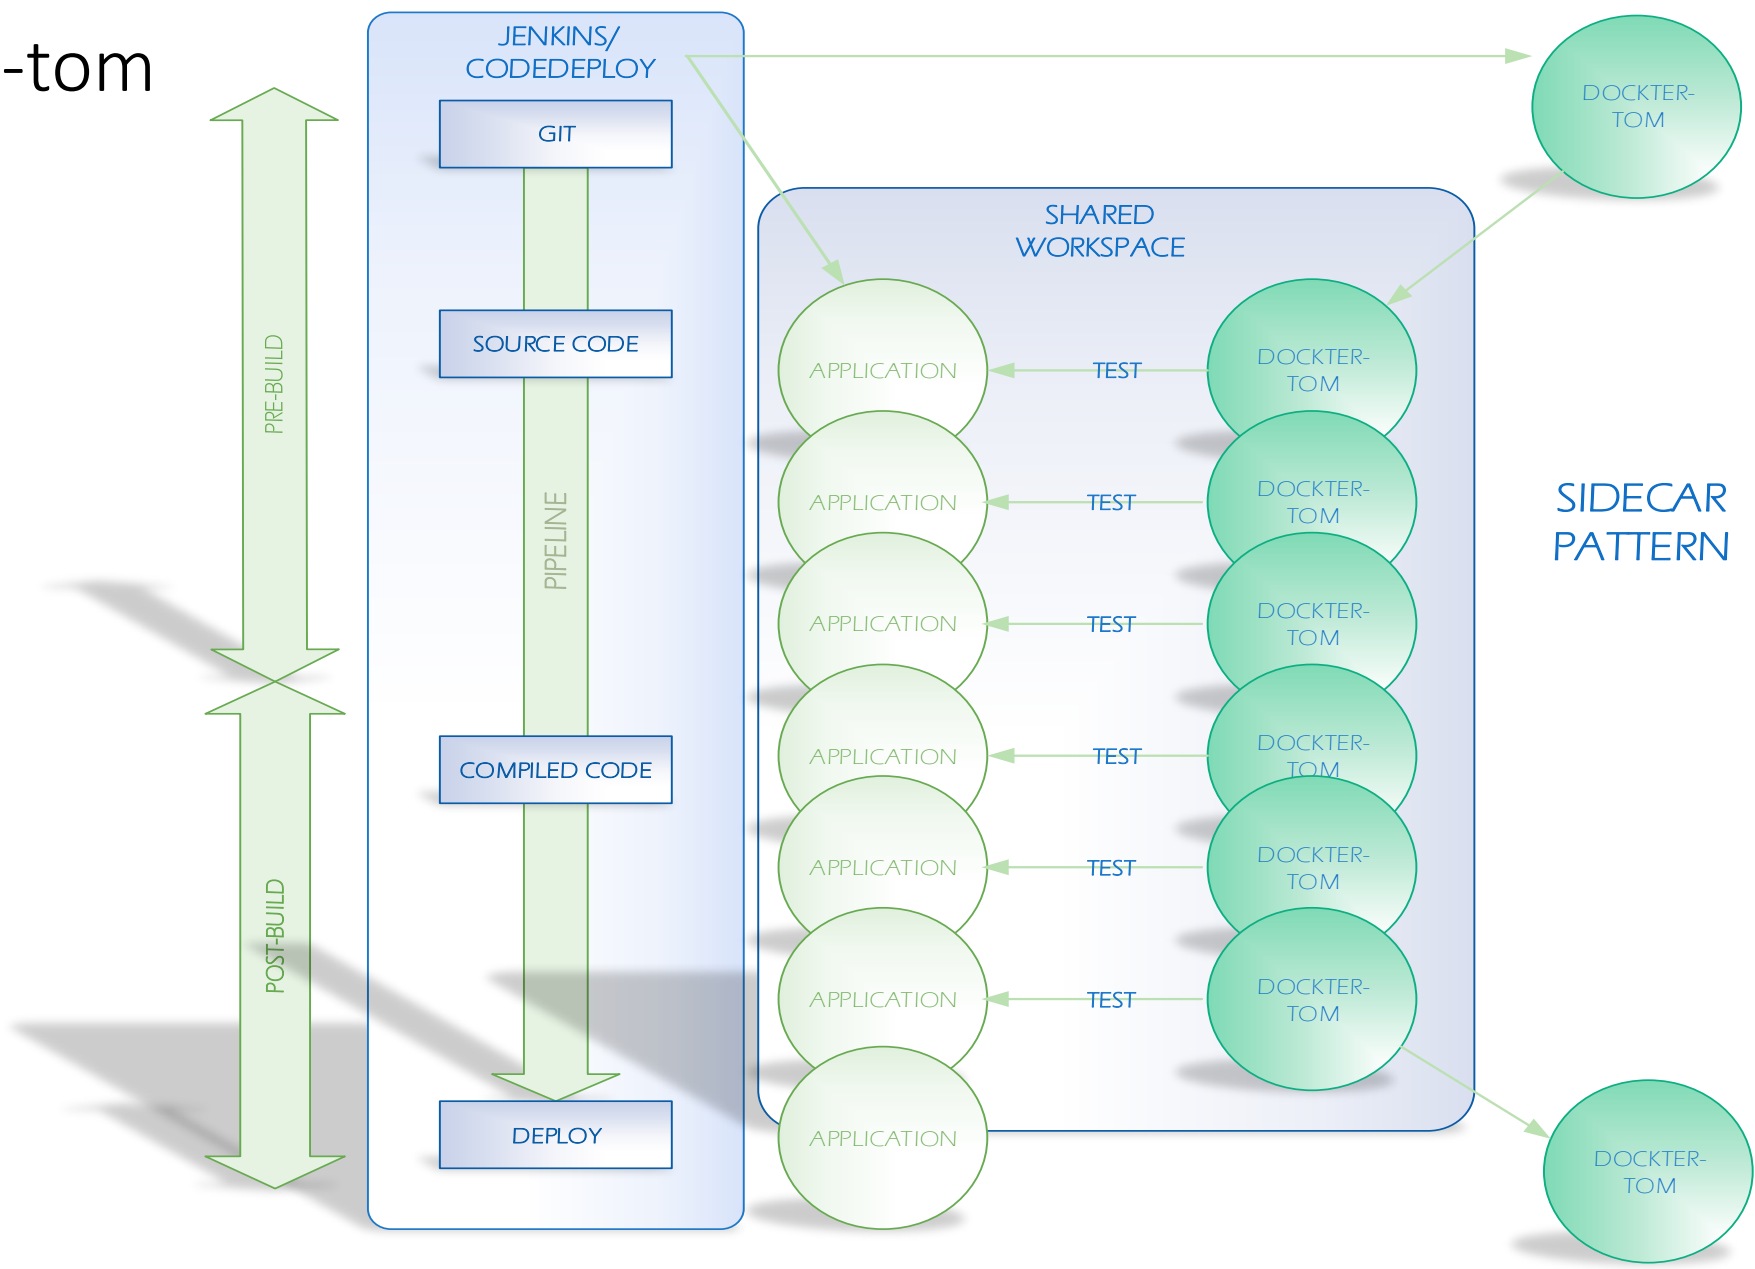 -tom
JENKINS/
CODEDEPLOY
GIT
SOURCE CODE
PIPELINE
COMPILED CODE
DEPLOY
PRE-BUILD
POST-BUILD
SHARED
WORKSPACE
APPLICATION
TEST
DOCKTER-
TOM
APPLICATION
TEST
DOCKTER-
TOM
APPLICATION
TEST
DOCKTER-
TOM
APPLICATION
TEST
DOCKTER-
TOM
APPLICATION
TEST
DOCKTER-
TOM
APPLICATION
TEST
DOCKTER-
TOM
APPLICATION
DOCKTER-
TOM
SIDECAR
PATTERN
DOCKTER-
TOM